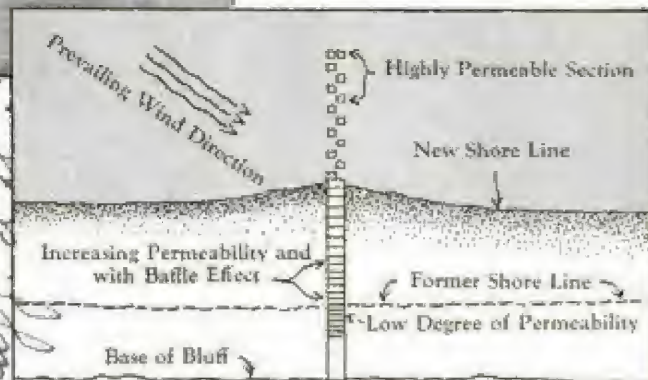 Prevailing Wind Direction
Highly Permeable Section
New Shore Line
Increasing Permeability and
with Baffle Effect
Former Shore Line
Low Degree of Permeability
Base of Bluff